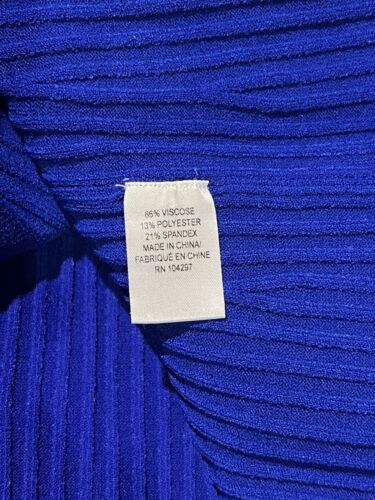 66% VISCOSE
13% POLYESTER
21% SPANDEX
MADE IN CHINA/
FABRIQUÉ EN CHINE
RN 104297